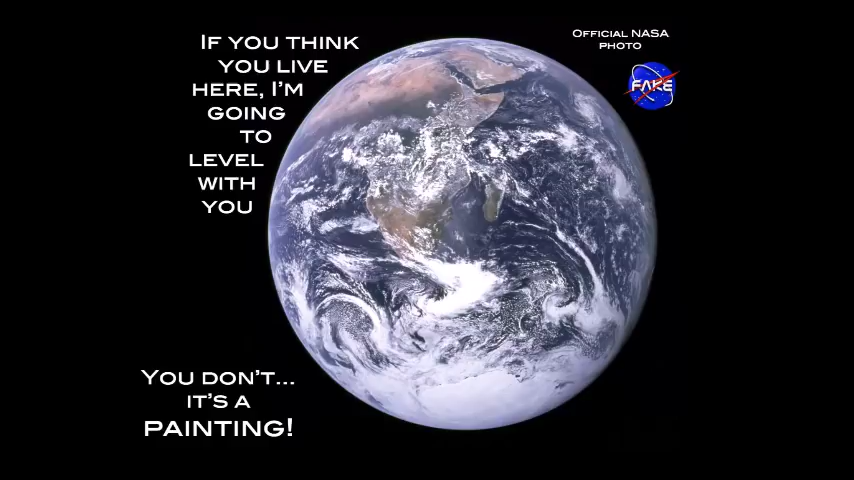 If you think
you live
here, I'm
going
to
level
with
you
Official NASA
photo
FAKE
You don't...
it's a
painting!